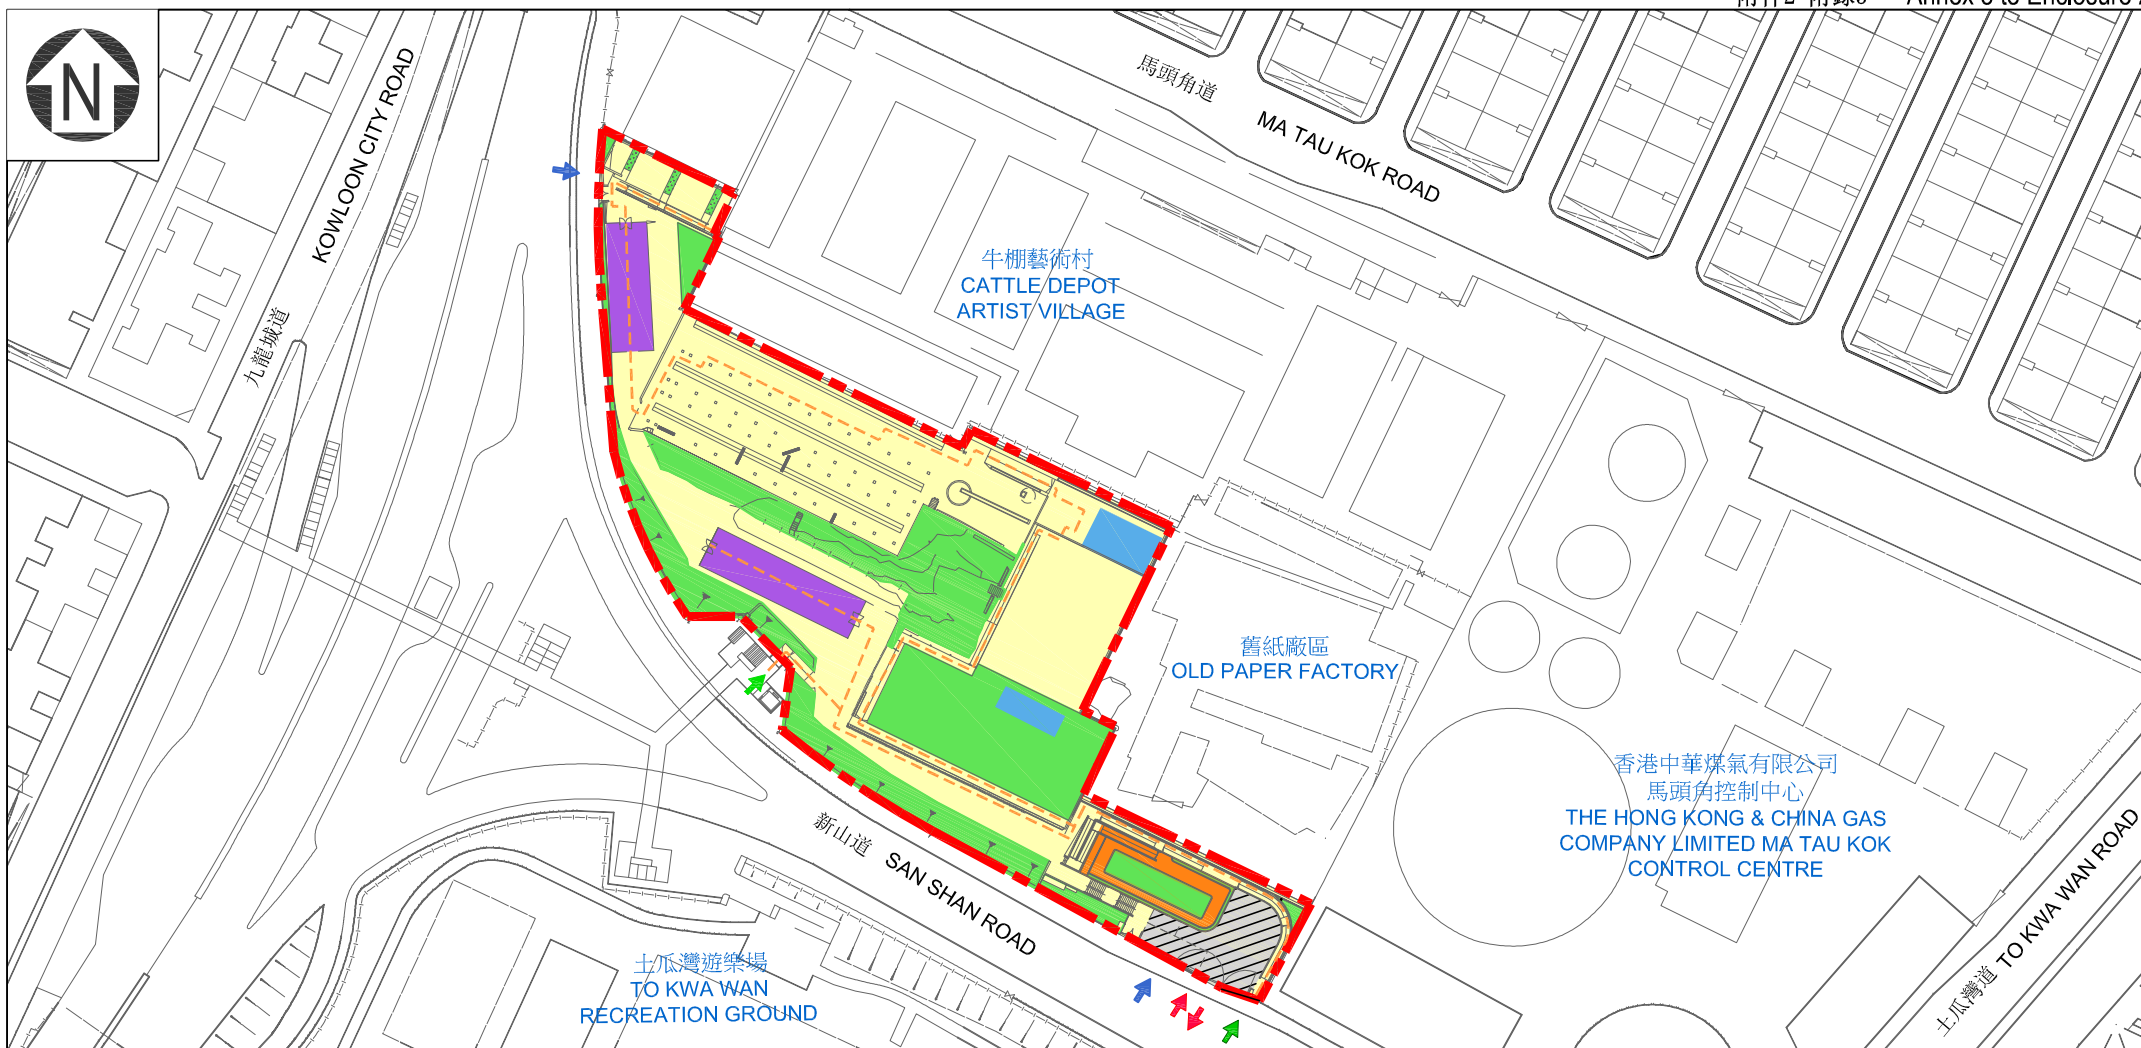 N
KOWLOON CITY ROAD
九龍城道
馬頭角道
MA TAU KOK ROAD
牛棚藝術村
CATTLE DEPOT
ARTIST VILLAGE
舊紙廠區
OLD PAPER FACTORY
香港中華煤氣有限公司
馬頭角控制中心
THE HONG KONG & CHINA GAS
COMPANY LIMITED MA TAU KOK
CONTROL CENTRE
新山道 SAN SHAN ROAD
土瓜灣遊樂場
TO KWA WAN
RECREATION GROUND
土瓜灣道 TO KWA WAN ROAD